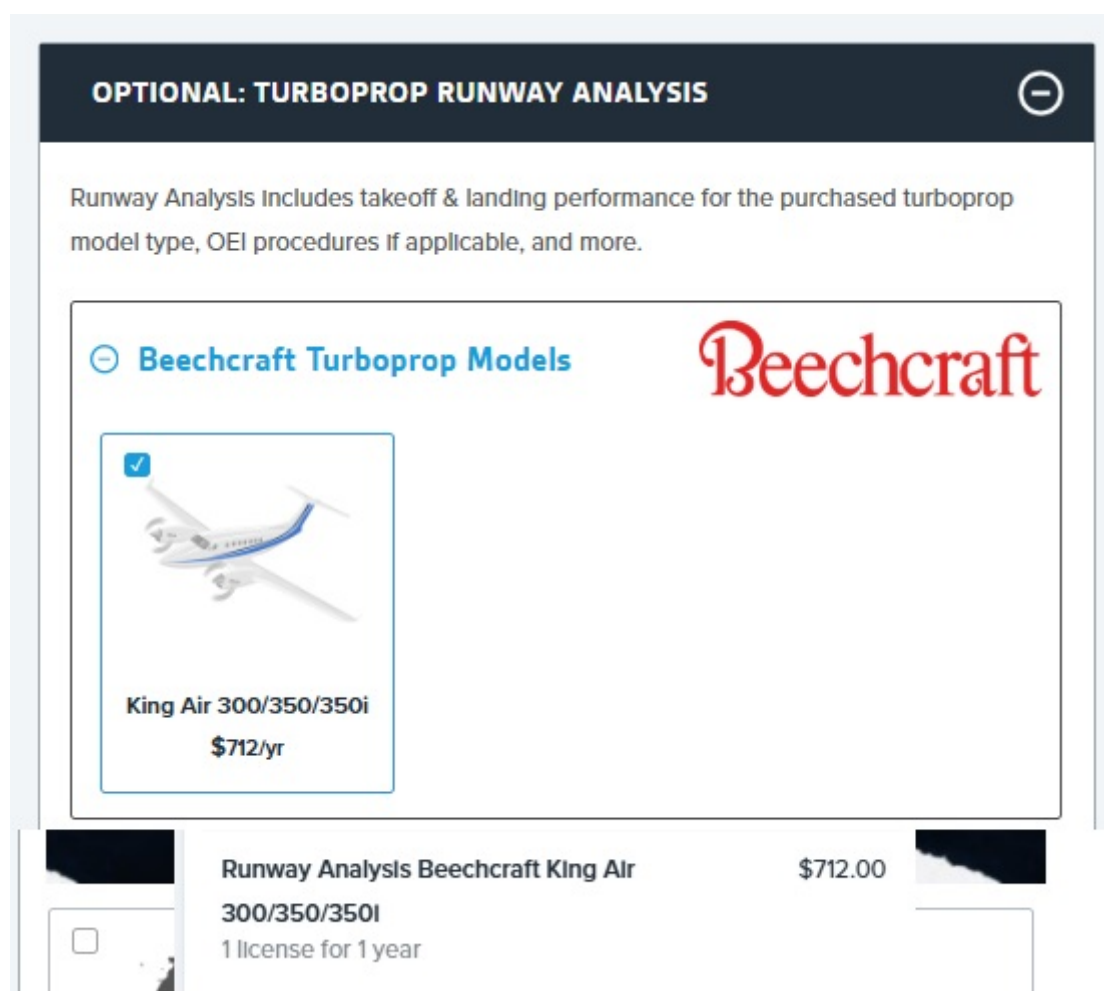 OPTIONAL: TURBOPROP RUNWAY ANALYSIS
Runway Analysis includes takeoff & landing performance for the purchased turboprop
model type, OEI procedures if applicable, and more.
Beechcraft Turboprop Models
Beechcraft
King Air 300/350/350i
$712/yr
Runway Analysis Beechcraft King Air
$712.00
300/350/350i
1 license for 1 year